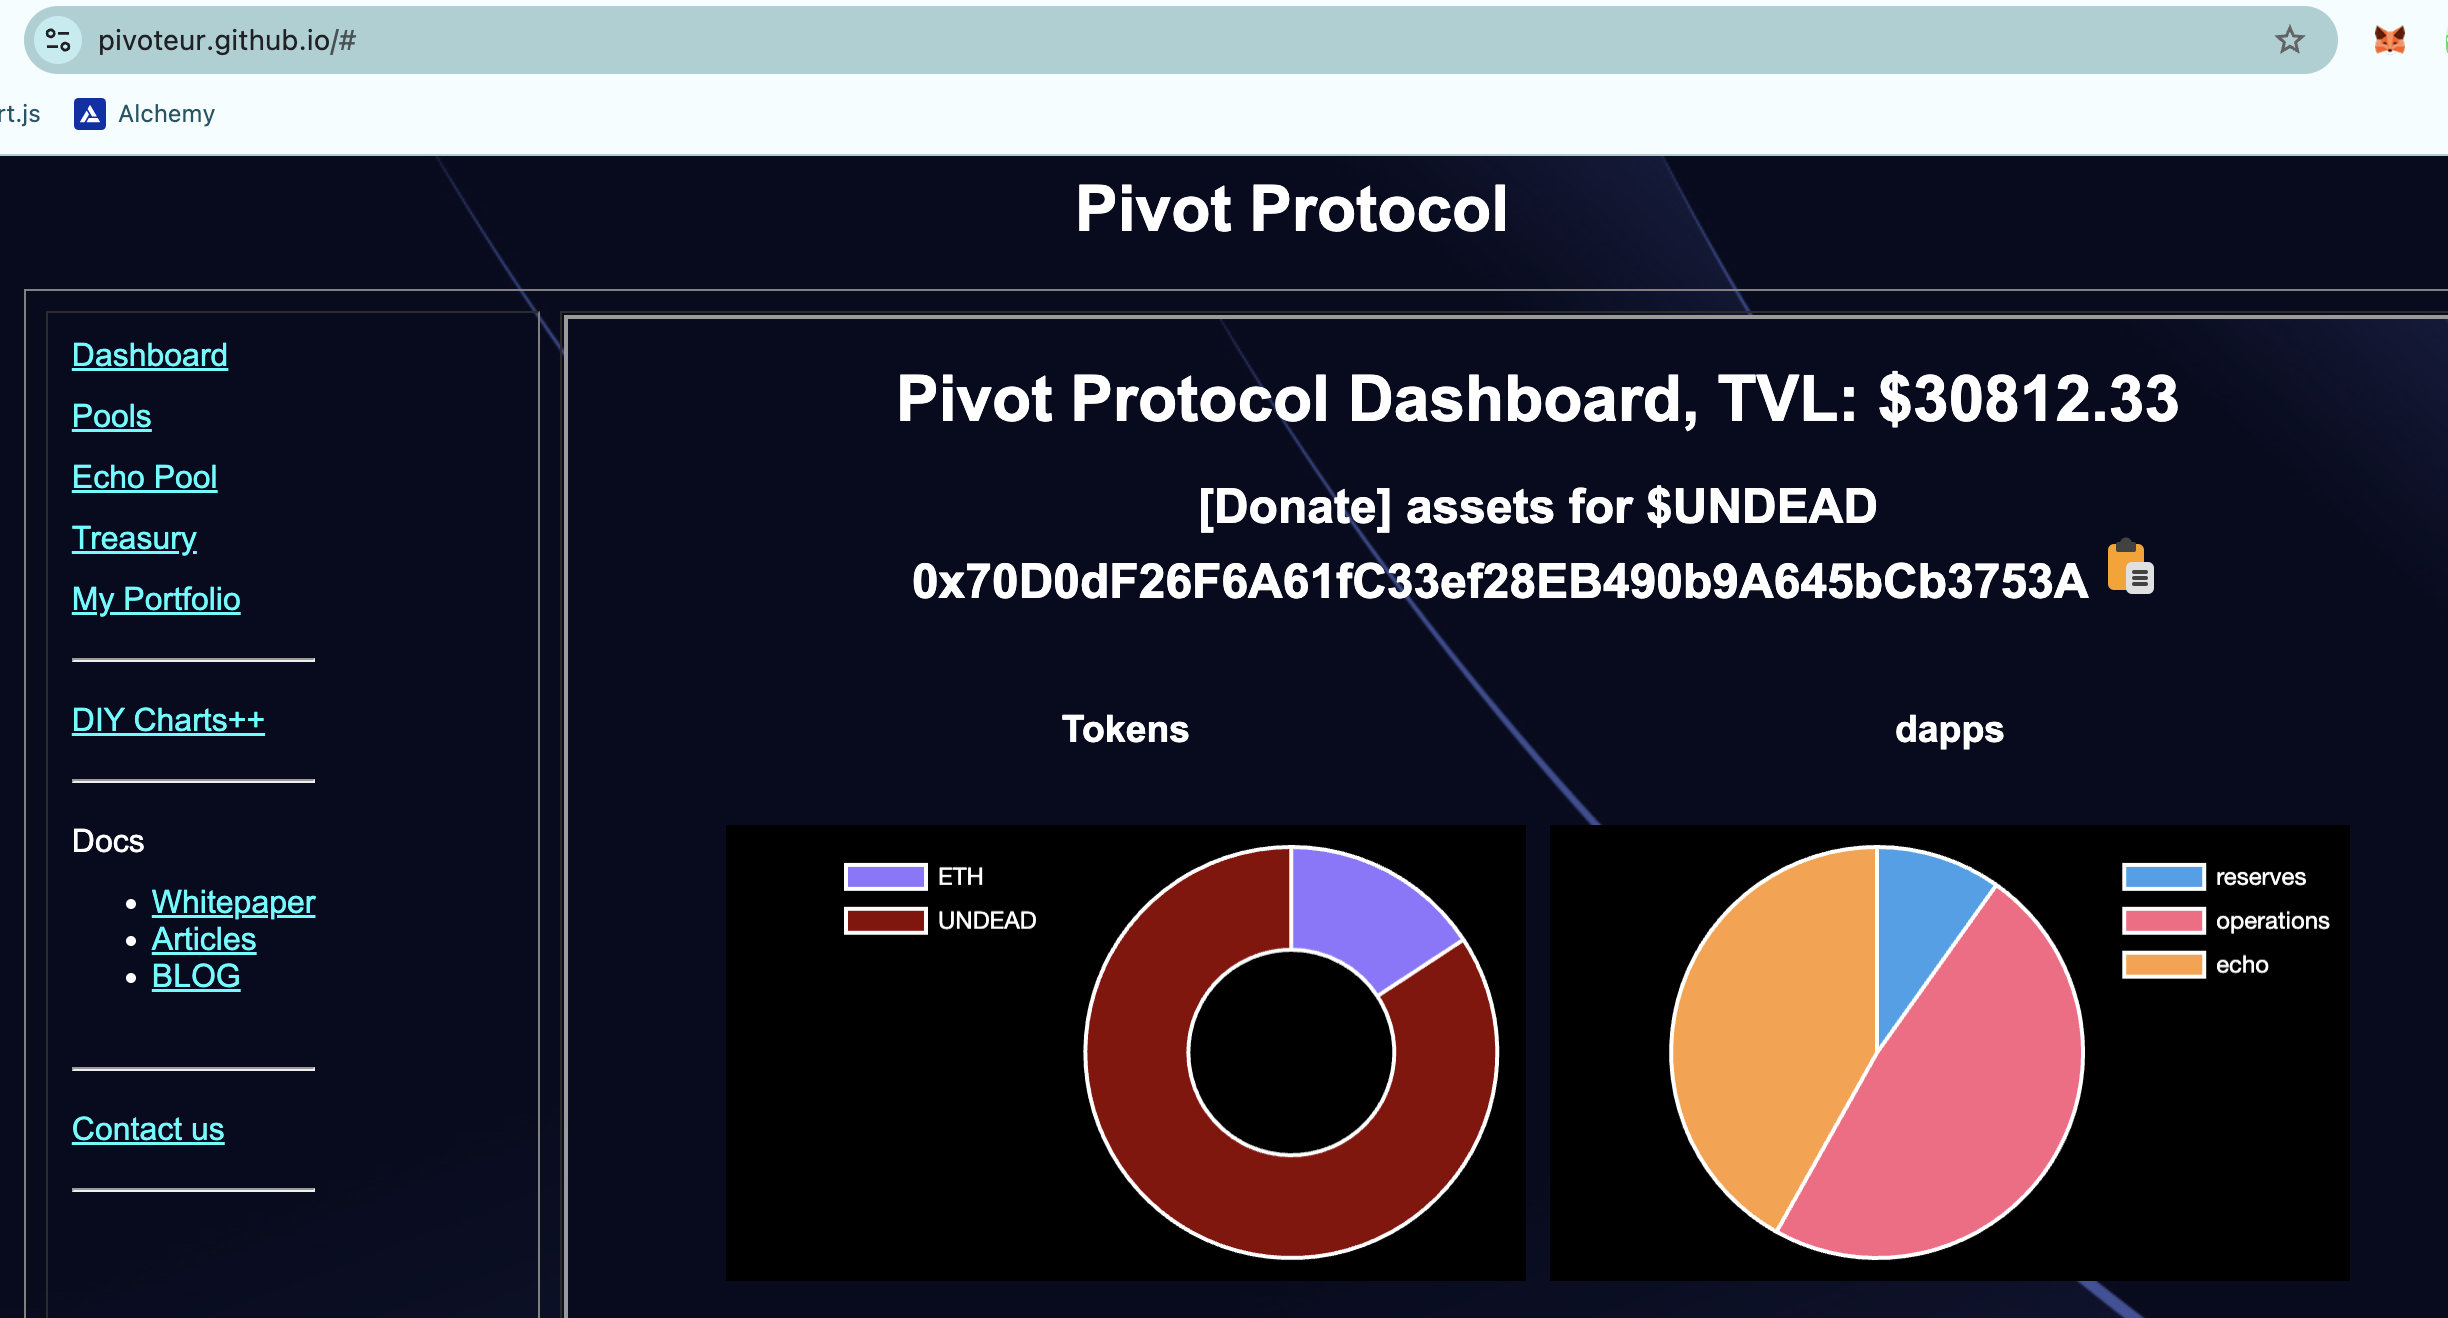 pivoteur.github.io/#
rt.js
Alchemy
Pivot Protocol
Dashboard
Pools
Echo Pool
Treasury
My Portfolio
DIY Charts++
Docs
Whitepaper
Articles
BLOG
Contact us
Pivot Protocol Dashboard, TVL: $30812.33
[Donate] assets for $UNDEAD
0x70D0dF26F6A61fC33ef28EB490b9A645bCb3753A
Tokens
ETH
UNDEAD
dapps
reserves
operations
echo